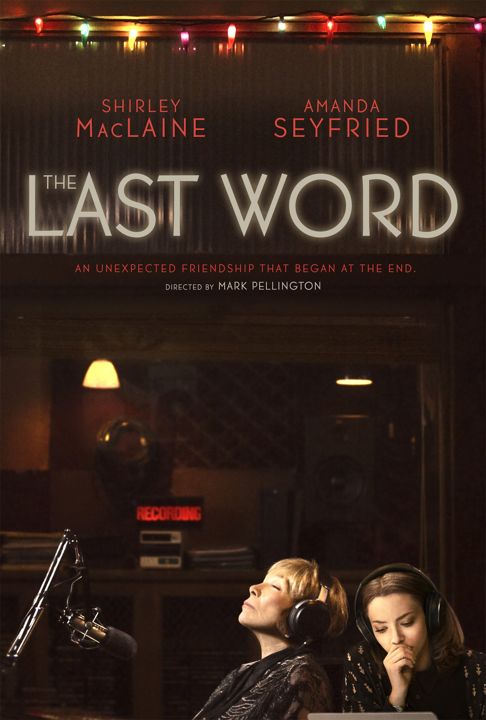 SHIRLEY
MACLAINE
AMANDA
SEYFRIED
THE LAST WORD
AN UNEXPECTED FRIENDSHIP THAT BEGAN AT THE END.
DIRECTED BY MARK PELLINGTON
RECORDING